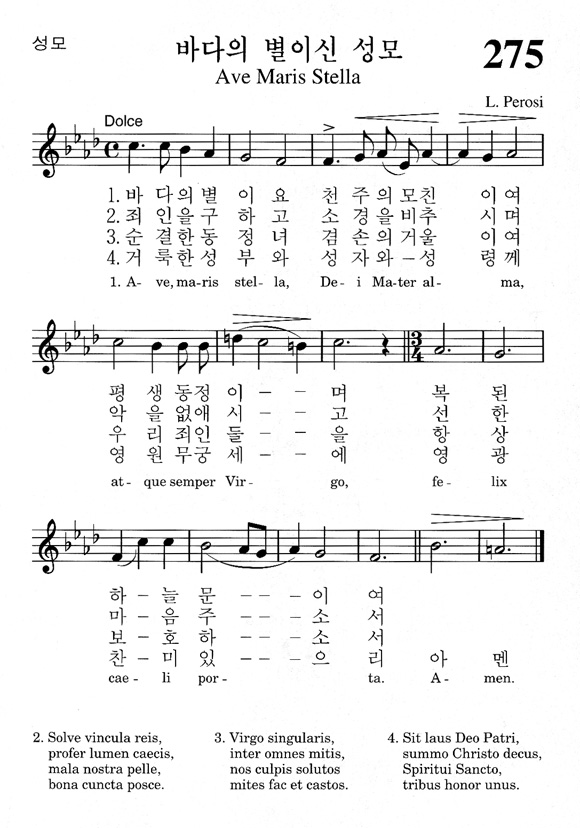 성모
바다의 별이신 성모
275
Ave Maris Stella
L. Perosi
Dolce
1. 바 다의별 이 요 천 주의모친 이여
2. 죄 인을구 하 고 소 경을비추 시며
3. 순 결한동 정 녀 겸 손의거울 이여
4. 거 룩한성 부 와 성 자와–성 령께
1. A- ve, ma-ris stel- la, De- i Ma-ter al- ma,
3 4
평 생 동정 이 – – 며 복 된
악 을 없애 시 – – 고 선 한
우 리 죄인 들 – – 을 항 상
영 원 무궁 세 – – 에 영 광
at- que semper Vir- go, fe- lix
하 – 늘 문 – – – 이 여
마 – 음 주 – – – 소 서
보 – 호 하 – – – 소 서
찬 – 미 있 – – – 으 리 아 멘
cae- li por- ta. A- men.
2. Solve vincula reis,
profer lumen caecis,
mala nostra pelle,
bona cuncta posce.
3. Virgo singularis,
inter omnes mitis,
nos culpis solutos
mites fac et castos.
4. Sit laus Deo Patri,
summo Christo decus,
Spiritui Sancto,
tribus honor unus.